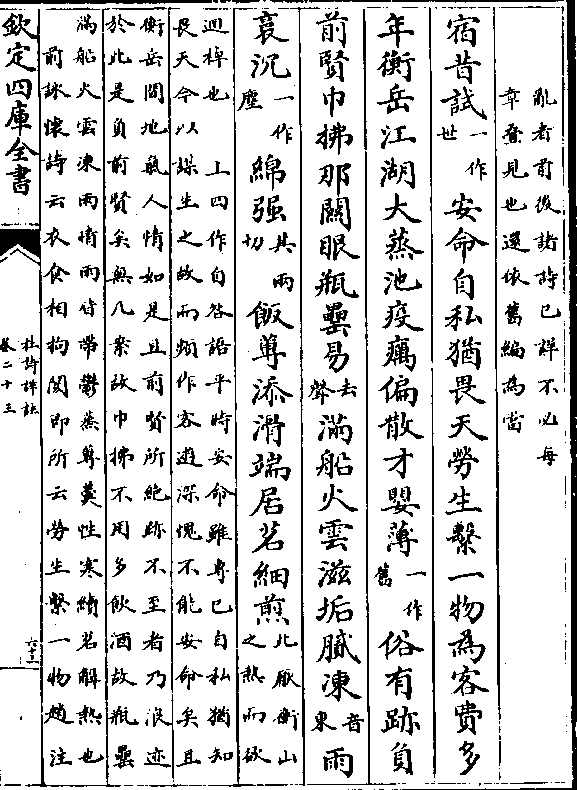 亂者前後諸詩已詳不必每
章叠見也還依舊編為當
宿昔試一作世安命自私猶畏天勞生繫一物為客費多
年衡岳江湖大蒸池疫癘偏散才嬰薄一作舊俗有跡負
前賢巾拂那關眼瓶罍易去聲滿船火雲滋垢膩凍音東雨
裛沉一作塵綿强其兩切飯蓴添滑端居茗細煎此厭衡山之熱而欲
迴棹也　上四作自咎語平時安命雖專已自私猶知
畏天今以謀生之故而頻作客遊深愧不能安命矣且
衡岳間地氣人情如是且前賢所絶跡不至者乃浪迹
於此是負前賢矣無几案故巾拂不用多飲酒故瓶罍
滿船火雲凍雨晴雨皆帶鬱蒸蓴羮性寒續茗解熱也
前詠懷詩云衣食相拘閡即所云勞生繫一物趙注
欽定四庫全書
杜詩詳註
卷二十三
六十三